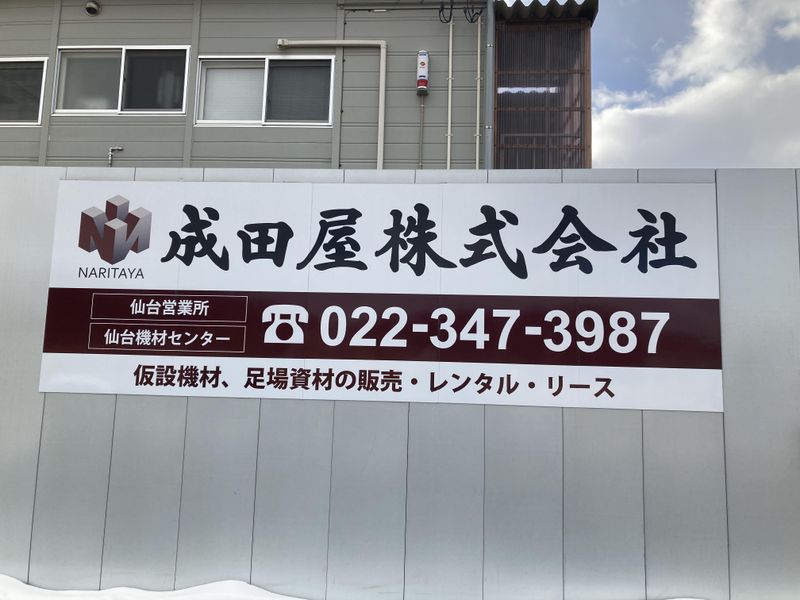 NARITAYA
成田屋株式会社
仙台営業所
仙台機材センター
☎022-347-3987
仮設機材、足場資材の販売・レンタル・リース